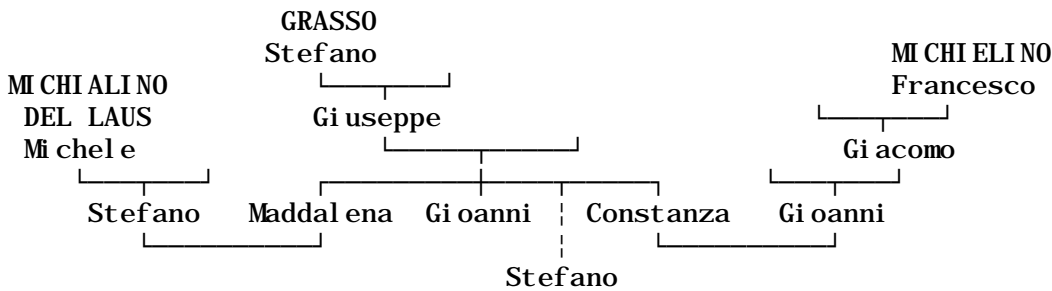 GRASSO
Stefano MICHIELINO
MICHIALINO Francesco
DEL LAUS Giuseppe
Michele Giacomo
Stefano Maddalena Gioanni Constanza Gioanni
Stefano